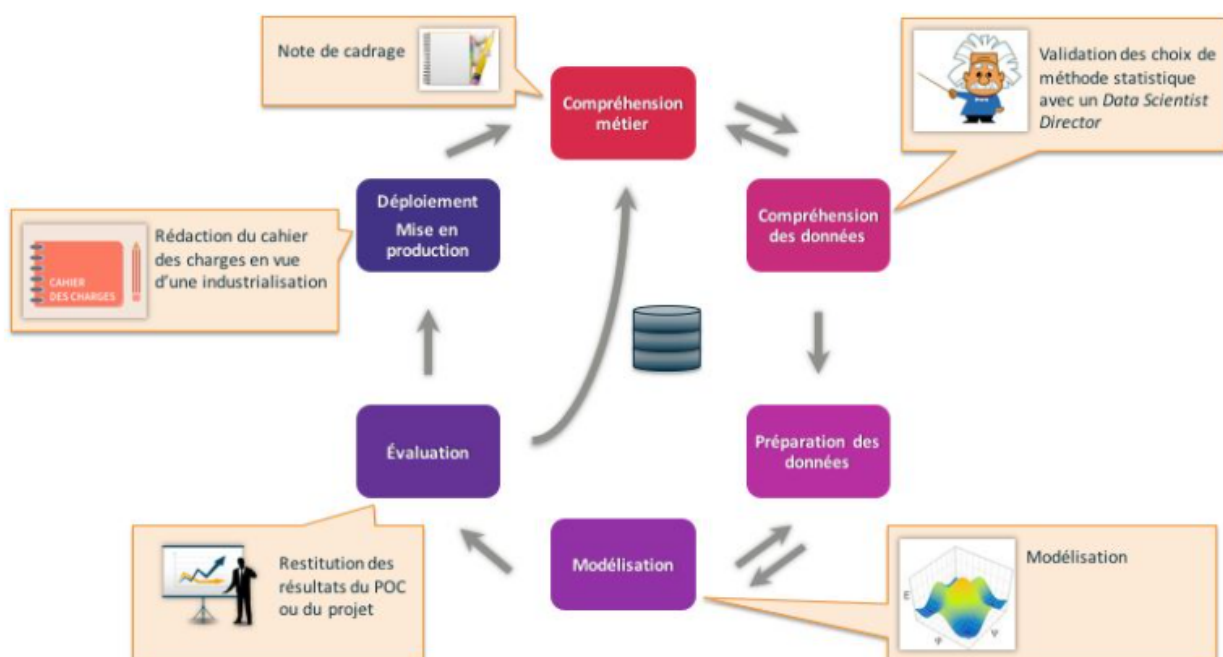 Note de cadrage
Compréhension
métier
Validation des choix de
méthode statistique
avec un Data Scientist
Director
Déploiement
Mise en
production
Compréhension
des données
Rédaction du cahier
des charges en vue
d'une industrialisation
CAHIER
DES CHARGES
Évaluation
Préparation des
données
Modélisation
Restitution des
résultats du POC
ou du projet
Modélisation
E
φ
ψ